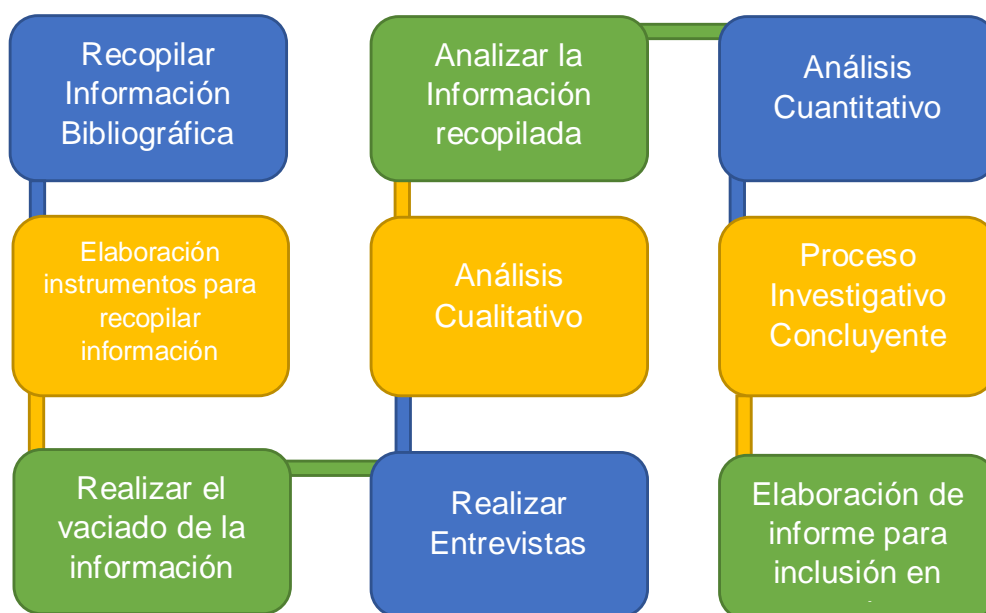 Recopilar
Información
Bibliográfica
Elaboración
instrumentos para
recopilar
información
Realizar el
vaciado de la
información
Realizar
Entrevistas
Análisis
Cualitativo
Analizar la
Información
recopilada
Análisis
Cuantitativo
Proceso
Investigativo
Concluyente
Elaboración de
informe para
inclusión en